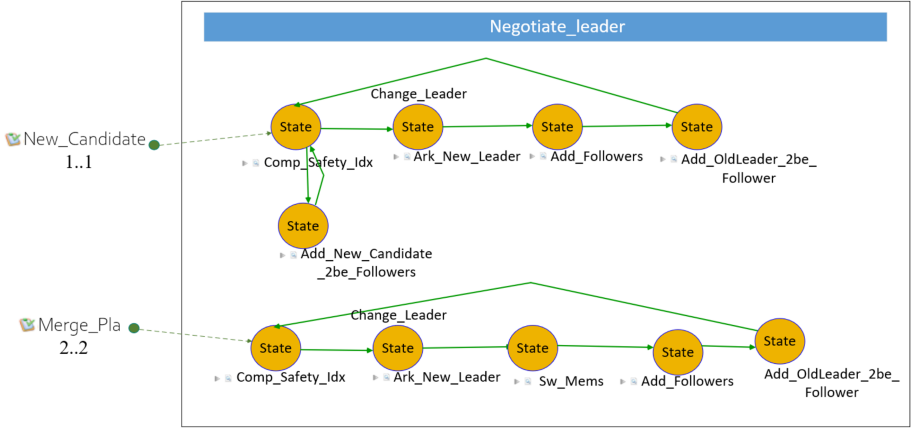 Negotiate_leader
Change_Leader
State
State
State
State
New_Candidate
1..1
Comp_Safety_Idx
Ark_New_Leader
Add_Followers
Add_OldLeader_2be_
Follower
State
Add_New_Candidate
_2be_Followers
Merge_Pla
2..2
Change_Leader
State
State
State
State
State
Comp_Safety_Idx
Ark_New_Leader
Sw_Mems
Add_Followers
Add_OldLeader_2be_
Follower